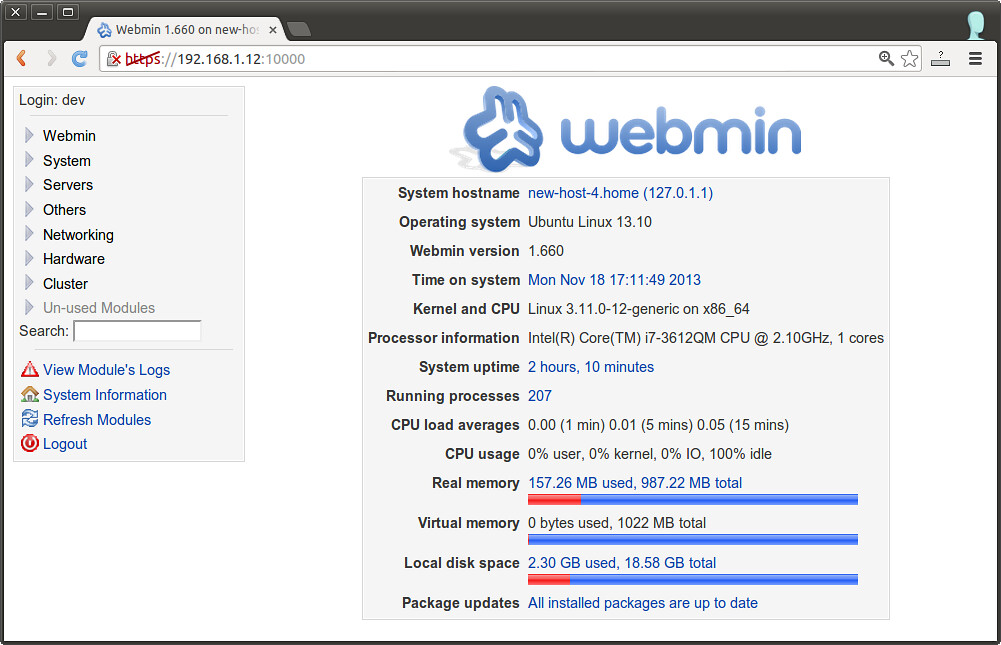 Webmin 1.660 on new-hos
https://192.168.1.12:10000
Login: dev
Webmin
System
Servers
Others
Networking
Hardware
Cluster
Un-used Modules
Search:
View Module's Logs
System Information
Refresh Modules
Logout
webmin
System hostname new-host-4.home (127.0.1.1)
Operating system Ubuntu Linux 13.10
Webmin version 1.660
Time on system Mon Nov 18 17:11:49 2013
Kernel and CPU Linux 3.11.0-12-generic on x86_64
Processor information Intel(R) Core(TM) i7-3612QM CPU @ 2.10GHz, 1 cores
System uptime 2 hours, 10 minutes
Running processes 207
CPU load averages 0.00 (1 min) 0.01 (5 mins) 0.05 (15 mins)
CPU usage 0% user, 0% kernel, 0% IO, 100% idle
Real memory 157.26 MB used, 987.22 MB total
Virtual memory 0 bytes used, 1022 MB total
Local disk space 2.30 GB used, 18.58 GB total
Package updates All installed packages are up to date